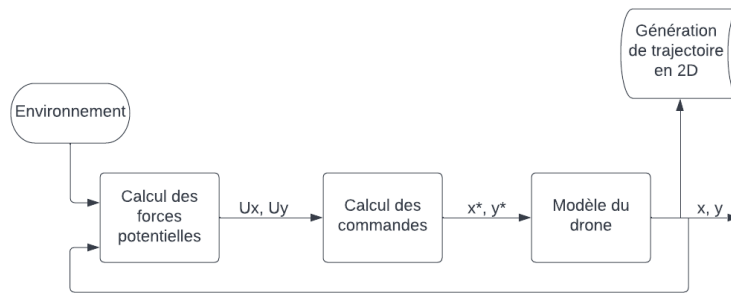 Génération
de trajectoire
en 2D
Environnement
Calcul des
forces
potentielles
Ux, Uy
Calcul des
commandes
x*, y*
Modèle du
drone
x, y